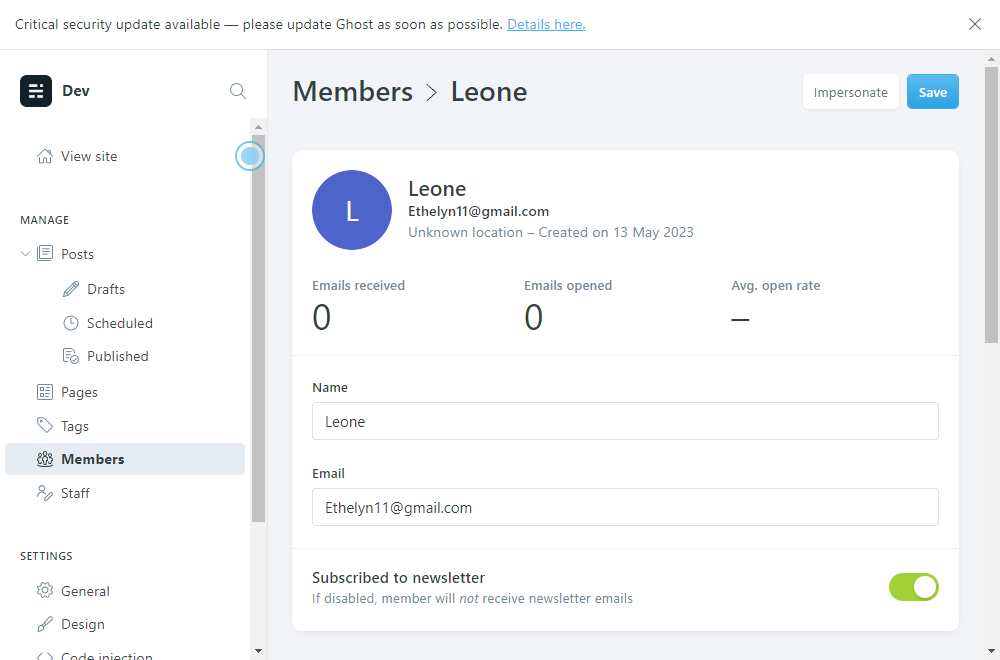 Critical security update available — please update Ghost as soon as possible. Details here.
Dev
View site
MANAGE
Posts
Drafts
Scheduled
Published
Pages
Tags
Members
Staff
SETTINGS
General
Design
Code injection
Members > Leone
Impersonate
Save
L
Leone
Ethelyn11@gmail.com
Unknown location – Created on 13 May 2023
Emails received
0
Emails opened
0
Avg. open rate
–
Name
Leone
Email
Ethelyn11@gmail.com
Subscribed to newsletter
If disabled, member will not receive newsletter emails